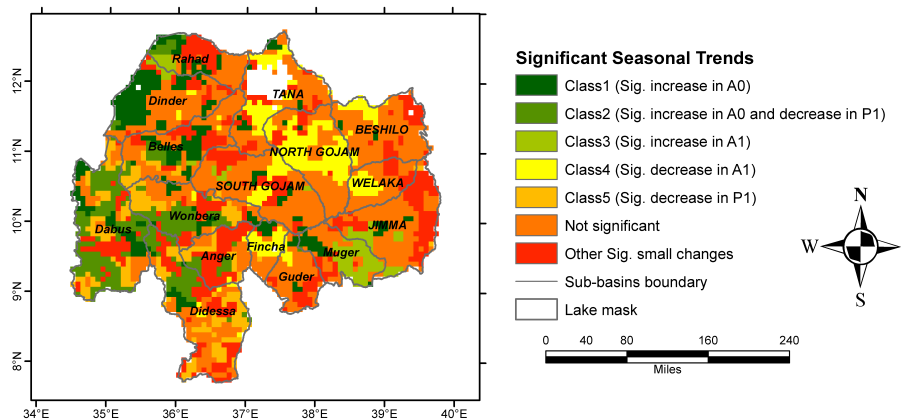 12°N
11°N
10°N
9°N
8°N
34°E
35°E
36°E
37°E
38°E
39°E
40°E
Rahad
Dinder
TANA
BESHILO
Belles
NORTH GOJAM
SOUTH GOJAM
WELAKA
Wonbera
Dabus
JIMMA
Fincha
Anger
Muger
Guder
Didessa
Significant Seasonal Trends
Class1 (Sig. increase in A0)
Class2 (Sig. increase in A0 and decrease in P1)
Class3 (Sig. increase in A1)
Class4 (Sig. decrease in A1)
Class5 (Sig. decrease in P1)
Not significant
Other Sig. small changes
Sub-basins boundary
Lake mask
0 40 80 160 240
Miles
N
W E
S